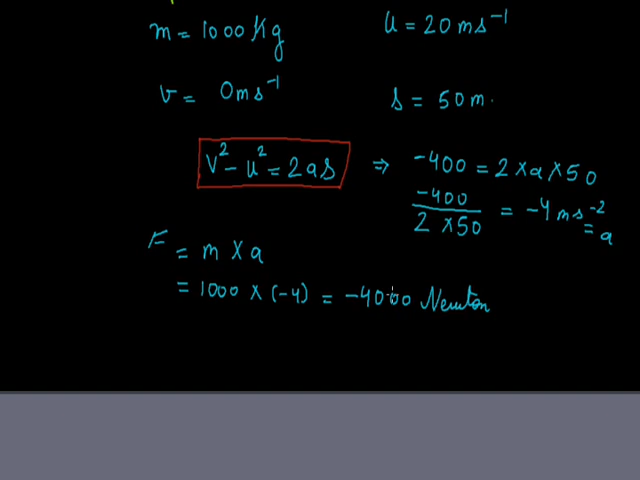 m = 1000 Kg
u = 20 ms⁻¹
v = 0 ms⁻¹
s = 50 m.
V² - u² = 2as ⇒ -400 = 2 × a × 50
-400 / 2 × 50 = -4 ms⁻² = a
F = m × a
= 1000 × (-4) = -4000 Newton